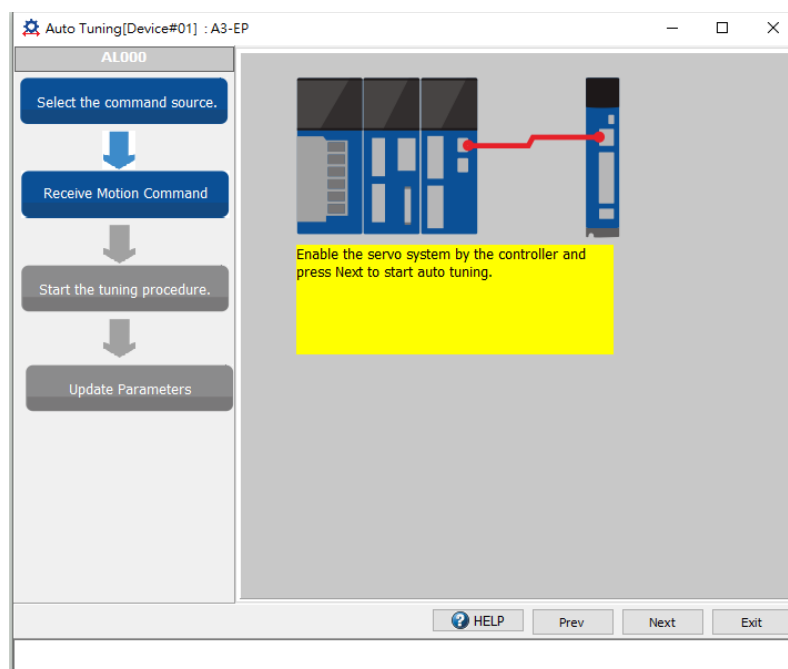 Auto Tuning[Device#01] : A3-EP
AL000
Select the command source.
Receive Motion Command
Start the tuning procedure.
Update Parameters
Enable the servo system by the controller and
press Next to start auto tuning.
HELP
Prev
Next
Exit